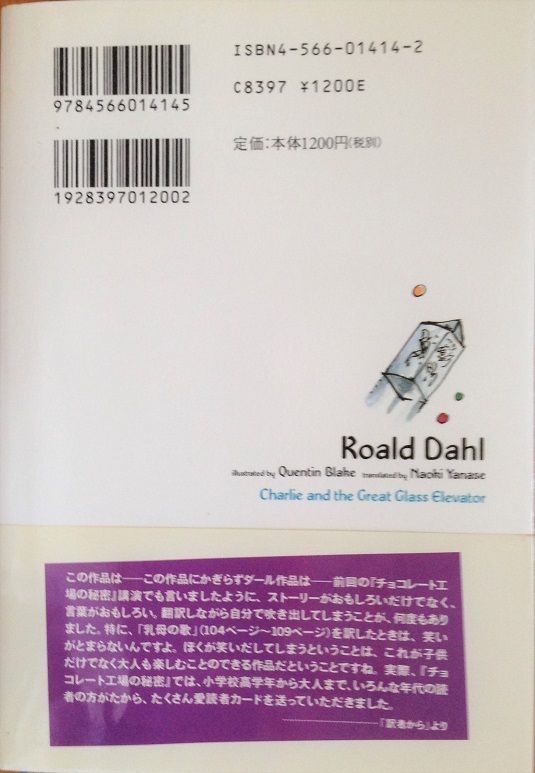 ISBN4-566-01414-2
9784566014145
C8397 ¥1200E
定価:本体1200円(税別)
1928397012002
Roald Dahl
illustrated by Quentin Blake translated by Naoki Yanase
Charlie and the Great Glass Elevator
この作品は──この作品にかぎらずダール作品は──前回の『チョコレート工
場の秘密』講演でも言いましたように、ストーリーがおもしろいだけでなく、
言葉がおもしろい。翻訳しながら自分で吹き出してしまうことが、何度もあり
ました。特に、「乳母の歌」(104ページ〜109ページ)を訳したときは、笑い
がとまらないんですよ。ぼくが笑いだしてしまうということは、これが子供
だけでなく大人も楽しむことのできる作品だということですね。実際、『チョ
コレート工場の秘密』では、小学校高学年から大人まで、いろんな年代の読
者の方がたから、たくさん愛読者カードを送っていただきました。
──「訳者から」より